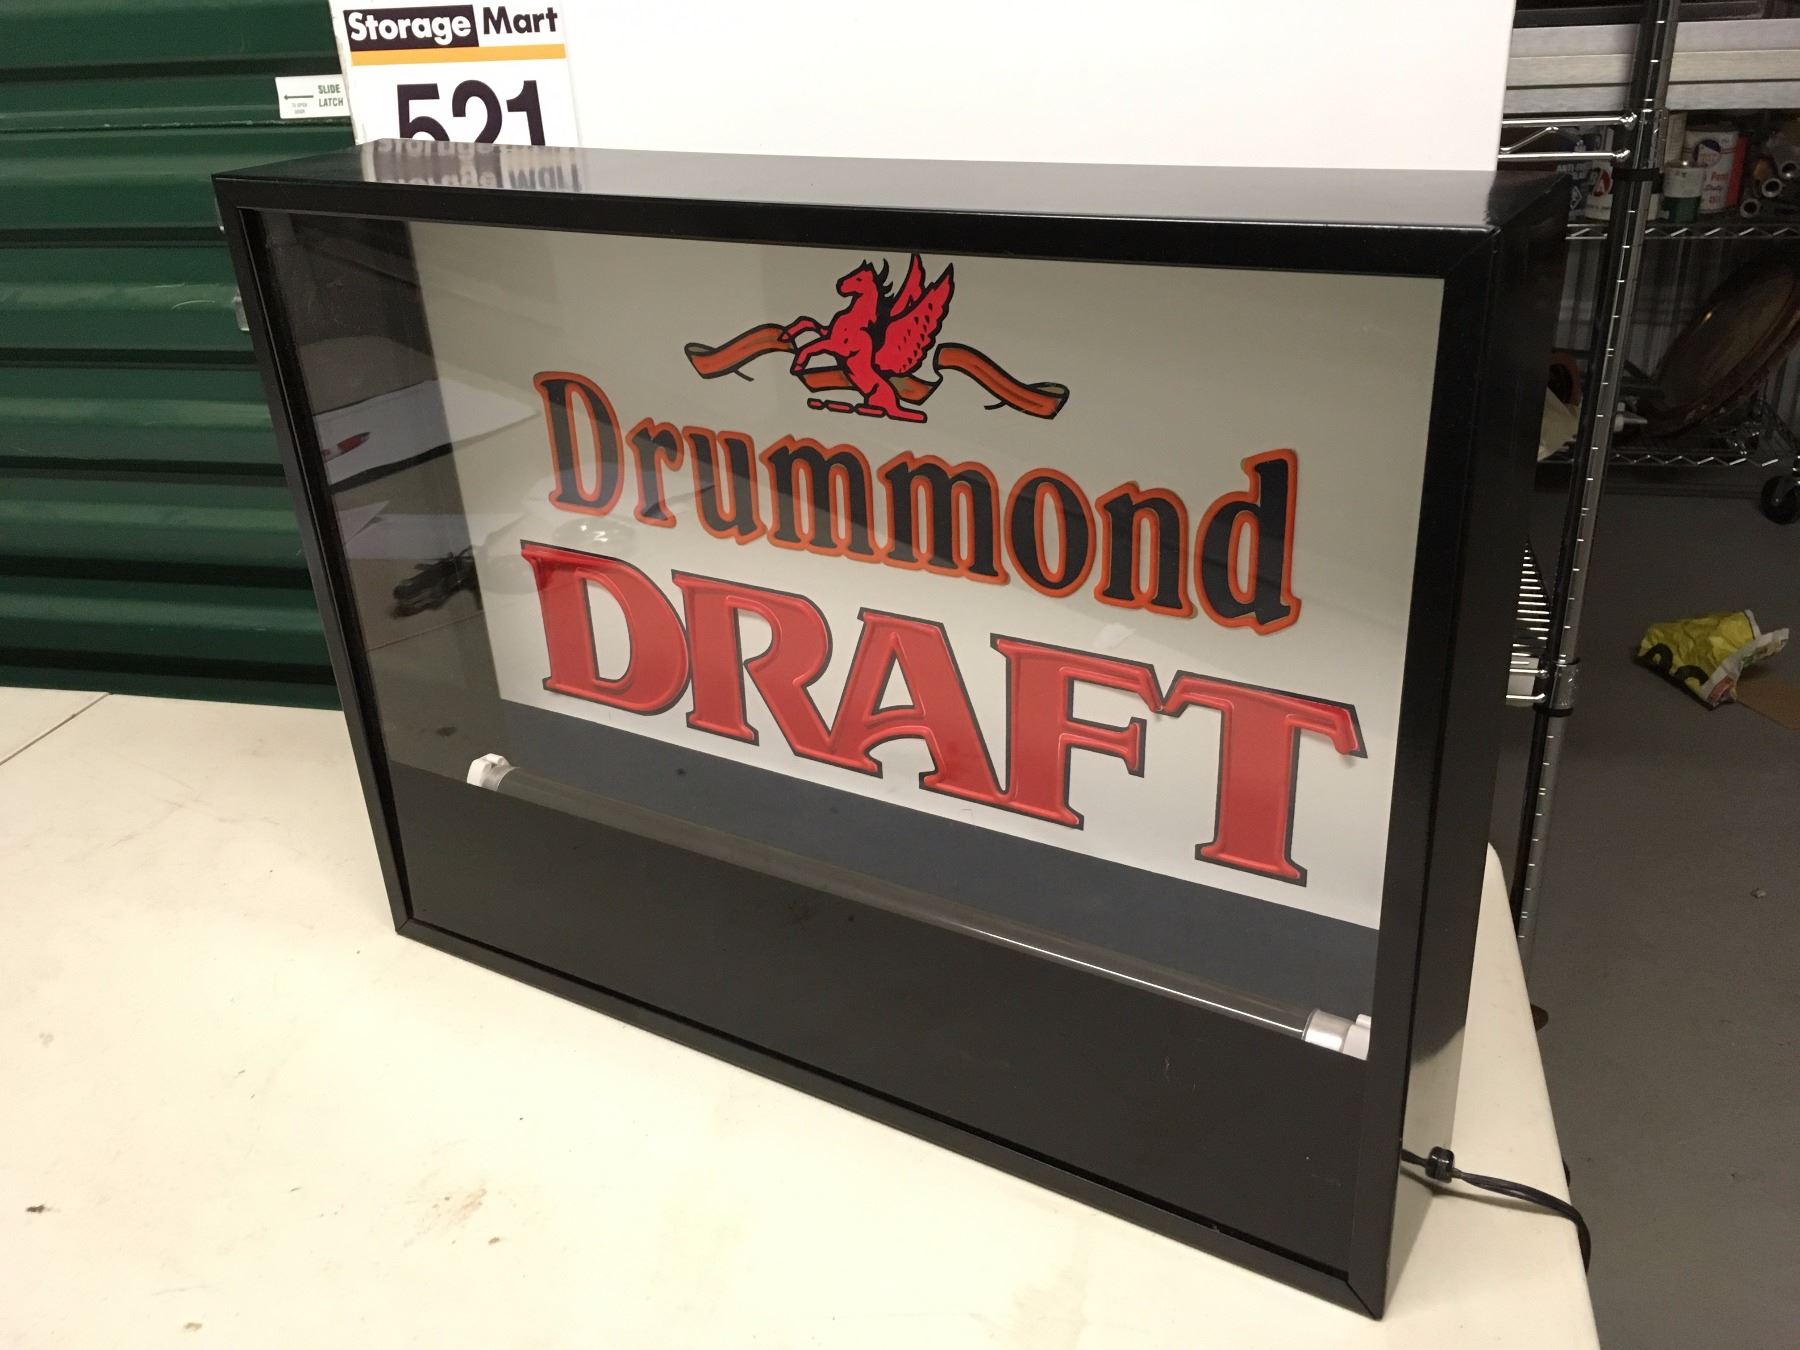 Storage Mart
SLIDE
LATCH
521
Drummond
DRAFT